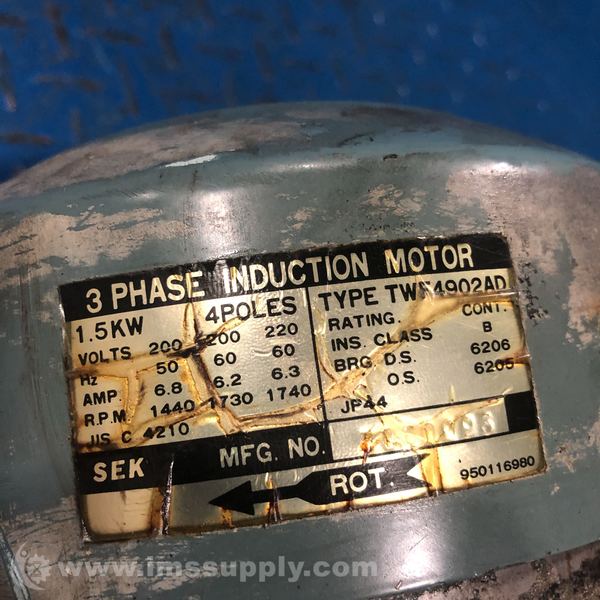 3 PHASE INDUCTION MOTOR
1.5KW 4POLES
VOLTS 200 200 220
Hz 50 60 60
AMP. 6.8 6.2 6.3
R.P.M. 1440 1730 1740
JIS C 4210
TYPE
RATING. CONT.
INS. CLASS B
BRG. D.S. 6206
O.S. 6205
JP44
SEK MFG. NO.
ROT.
950116980
www.imssupply.com